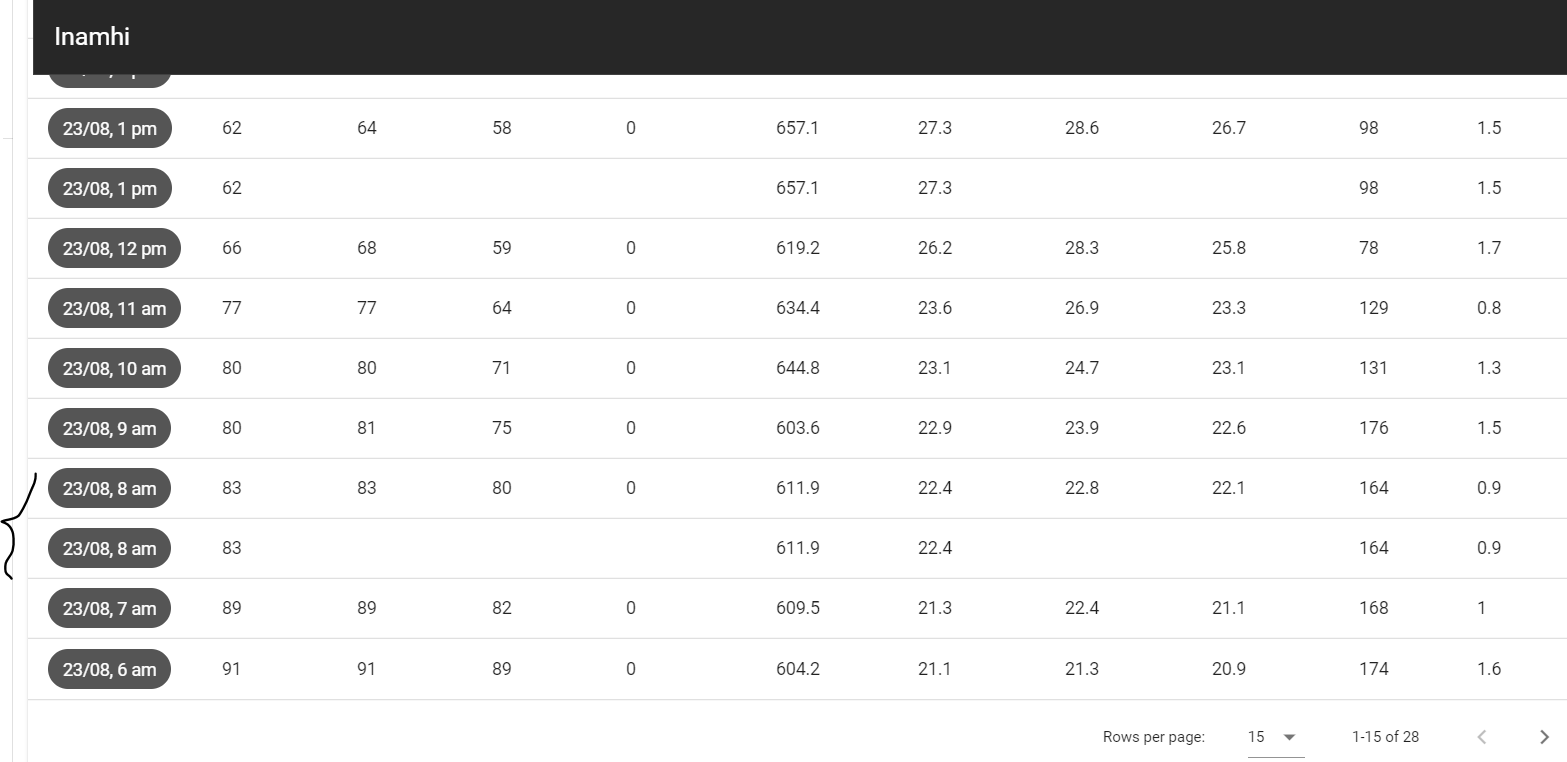 Inamhi
23/08, 1 pm 62 64 58 0 657.1 27.3 28.6 26.7 98 1.5
23/08, 1 pm 62 657.1 27.3 98 1.5
23/08, 12 pm 66 68 59 0 619.2 26.2 28.3 25.8 78 1.7
23/08, 11 am 77 77 64 0 634.4 23.6 26.9 23.3 129 0.8
23/08, 10 am 80 80 71 0 644.8 23.1 24.7 23.1 131 1.3
23/08, 9 am 80 81 75 0 603.6 22.9 23.9 22.6 176 1.5
23/08, 8 am 83 83 80 0 611.9 22.4 22.8 22.1 164 0.9
23/08, 8 am 83 611.9 22.4 164 0.9
23/08, 7 am 89 89 82 0 609.5 21.3 22.4 21.1 168 1
23/08, 6 am 91 91 89 0 604.2 21.1 21.3 20.9 174 1.6
Rows per page: 15 1-15 of 28